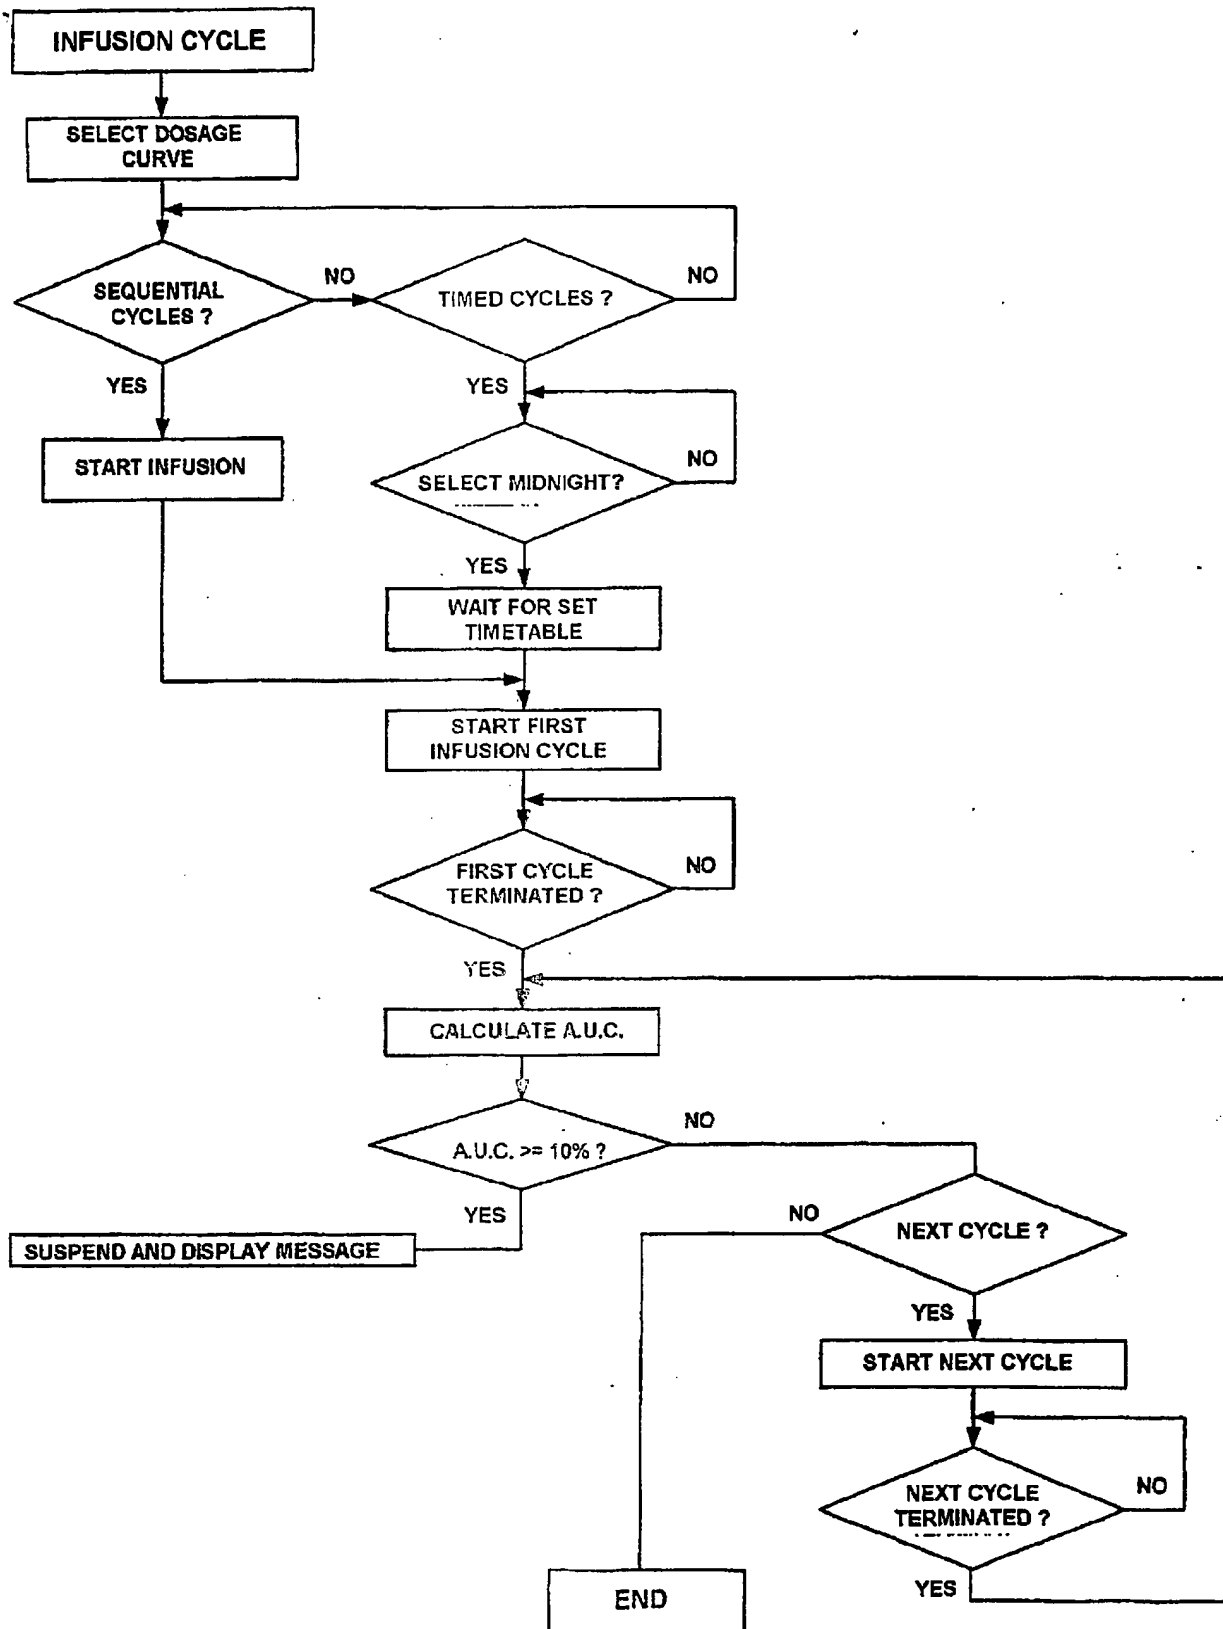 INFUSION CYCLE
SELECT DOSAGE
CURVE
SEQUENTIAL
CYCLES ?
NO
TIMED CYCLES ?
NO
YES
YES
START INFUSION
SELECT MIDNIGHT?
NO
YES
WAIT FOR SET
TIMETABLE
START FIRST
INFUSION CYCLE
FIRST CYCLE
TERMINATED ?
NO
YES
CALCULATE A.U.C.
A.U.C. >= 10% ?
NO
YES
SUSPEND AND DISPLAY MESSAGE
NO
NEXT CYCLE ?
YES
START NEXT CYCLE
NEXT CYCLE
TERMINATED ?
NO
YES
END